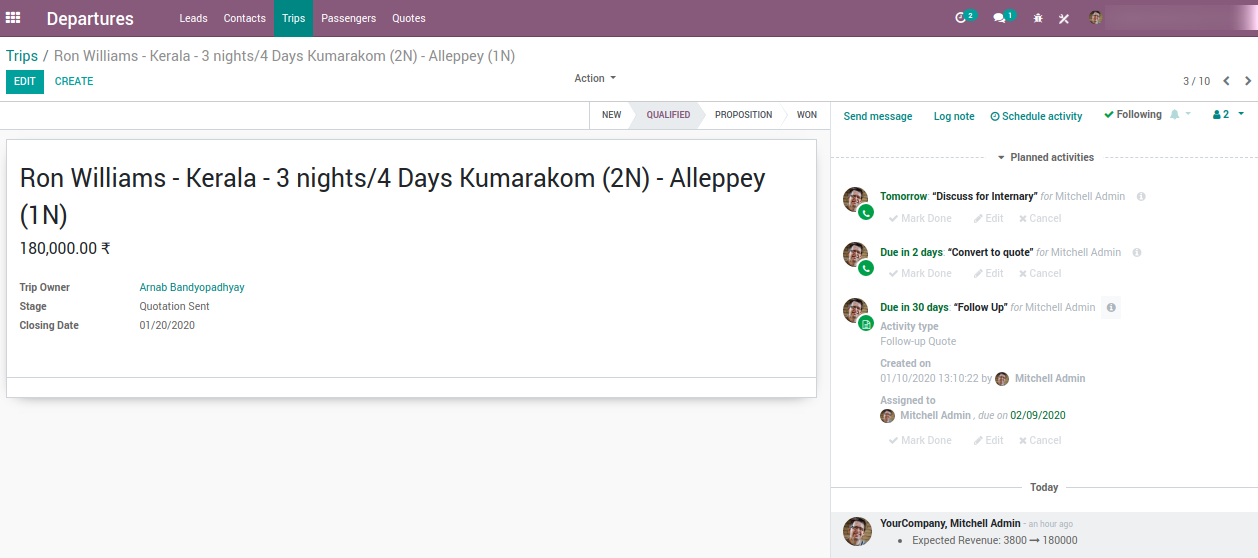 Departures Leads Contacts Trips Passengers Quotes 2 1
Trips / Ron Williams - Kerala - 3 nights/4 Days Kumarakom (2N) - Alleppey (1N)
EDIT CREATE Action 3 / 10
NEW QUALIFIED PROPOSITION WON
Ron Williams - Kerala - 3 nights/4 Days Kumarakom (2N) - Alleppey
(1N)
180,000.00 ₹
Trip Owner Arnab Bandyopadhyay
Stage Quotation Sent
Closing Date 01/20/2020
Send message Log note Schedule activity Following 2
Planned activities
Tomorrow: “Discuss for Internary” for Mitchell Admin
Mark Done Edit Cancel
Due in 2 days: “Convert to quote” for Mitchell Admin
Mark Done Edit Cancel
Due in 30 days: “Follow Up” for Mitchell Admin
Activity type
Follow-up Quote
Created on
01/10/2020 13:10:22 by Mitchell Admin
Assigned to
Mitchell Admin , due on 02/09/2020
Mark Done Edit Cancel
Today
YourCompany, Mitchell Admin - an hour ago
• Expected Revenue: 3800 → 180000